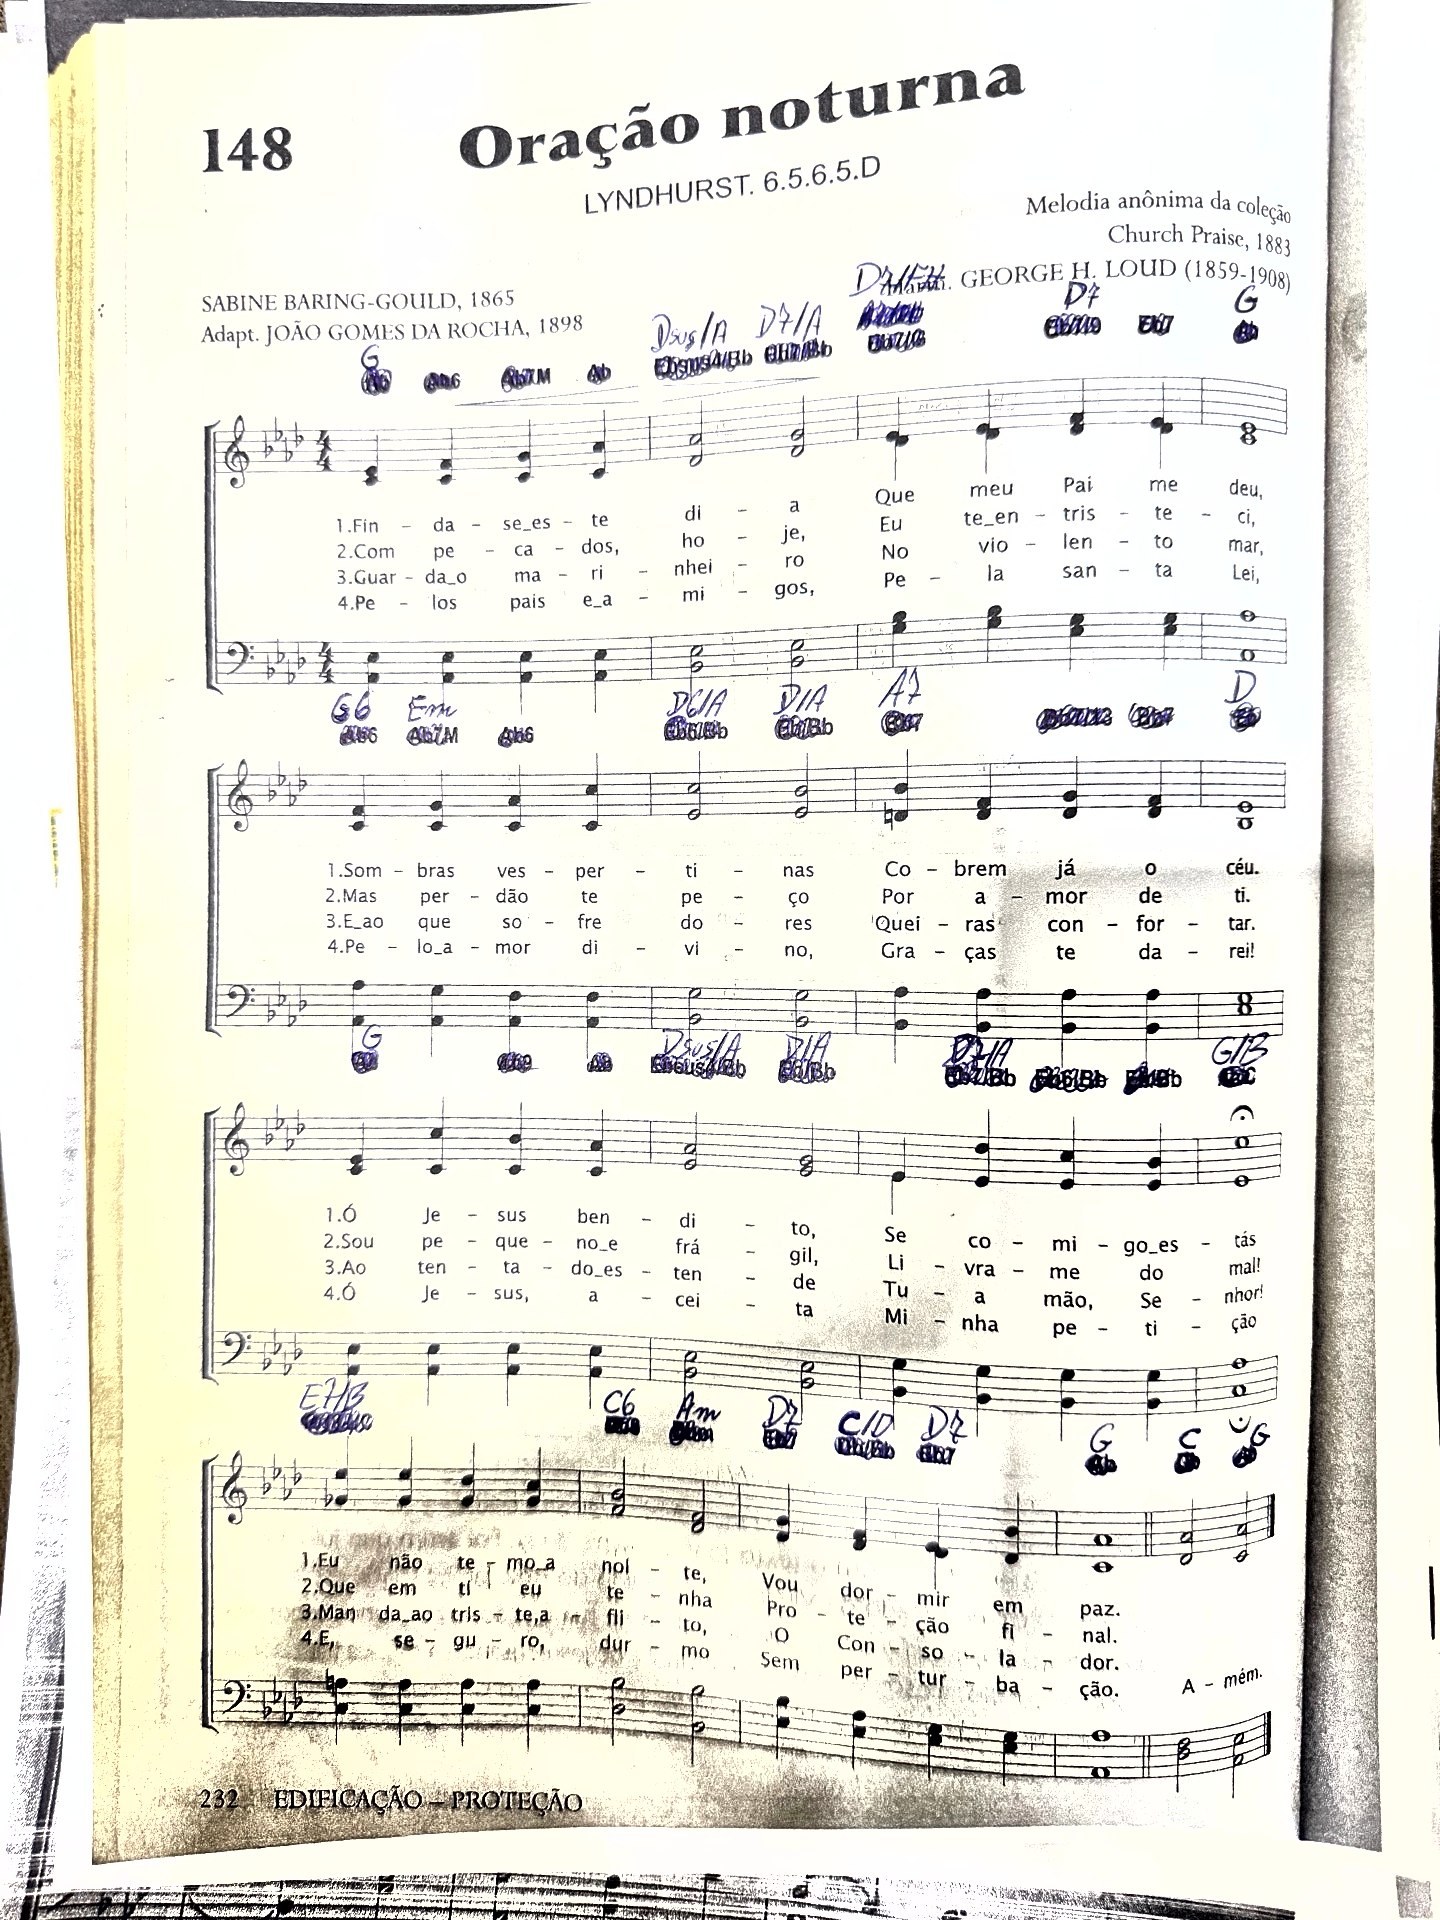 148
Oração noturna
LYNDHURST. 6.5.6.5.D
Melodia anônima da coleção
Church Praise, 1883
GEORGE H. LOUD (1859-1908)
SABINE BARING-GOULD, 1865
Adapt. JOÃO GOMES DA ROCHA, 1898
G Dsus/A D7/A D7/F# D7 G
1.Fin – da – se_es – te di – a Que meu Pai me deu,
2.Com pe – ca – dos, ho – je, Eu te_en – tris – te – ci,
3.Guar – da_o ma – ri – nhei – ro No vio – len – to mar,
4.Pe – los pais e_a – mi – gos, Pe – la san – ta Lei,
G6 Em D6/A D/A A7 D
Ab6 Ab7M Ab6
1.Som – bras ves – per – ti – nas Co – brem já o céu.
2.Mas per – dão te pe – ço Por a – mor de ti.
3.E_ao que so – fre do – res Quei – ras con – for – tar.
4.Pe – lo_a – mor di – vi – no, Gra – ças te da – rei!
G Dsus/A D/A D7/A G/B
1.Ó Je – sus ben – di – to, Se co – mi – go_es – tás
2.Sou pe – que – no_e frá – gil, Li – vra – me do mal!
3.Ao ten – ta – do_es – ten – de Tu – a mão, Se – nhor!
4.Ó Je – sus, a – cei – ta Mi – nha pe – ti – ção
E7/B C6 Am D7 C/D D7 G C G
1.Eu não te – mo_a noi – te, Vou dor – mir em paz.
2.Que em ti eu te – nha Pro – te – ção fi – nal.
3.Man da_ao tris – te,a – fli – to, O Con – so – la – dor.
4.E, se – gu – ro, dur – mo Sem per – tur – ba – ção. A – mém.
232 EDIFICAÇÃO – PROTEÇÃO